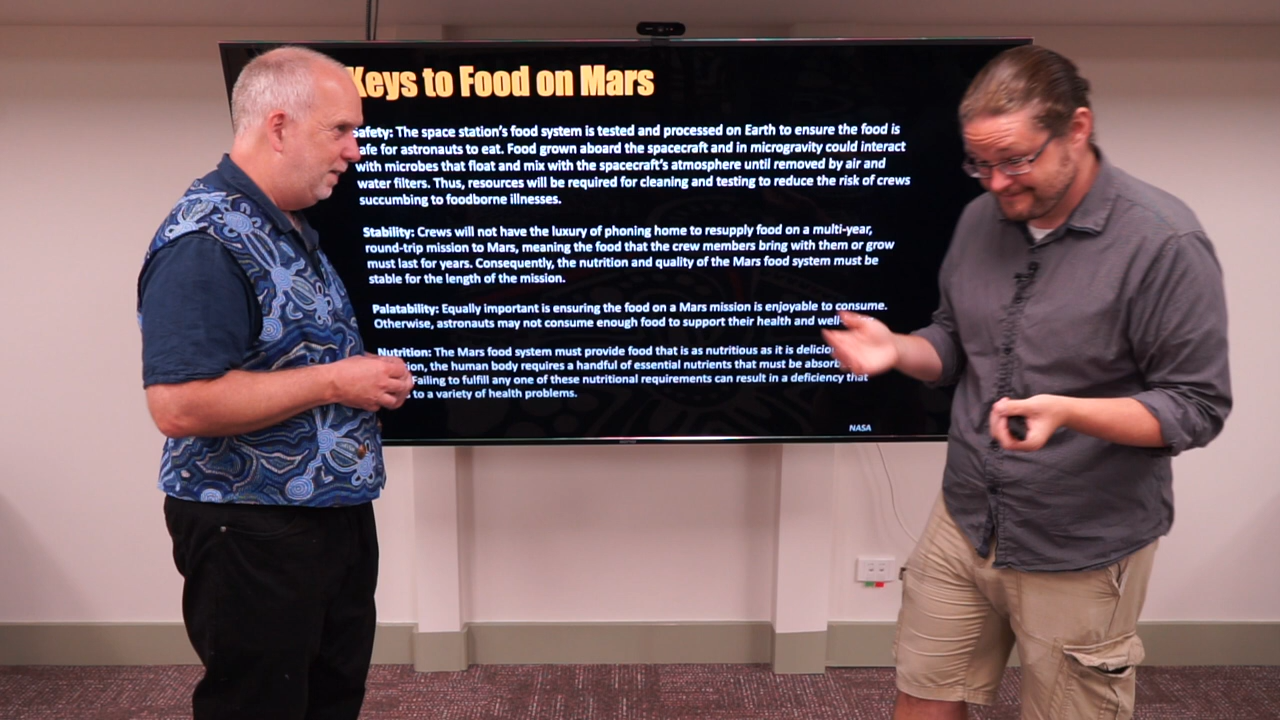 Keys to Food on Mars
Safety: The space station's food system is tested and processed on Earth to ensure the food is
afe for astronauts to eat. Food grown aboard the spacecraft and in microgravity could interact
with microbes that float and mix with the spacecraft's atmosphere until removed by air and
water filters. Thus, resources will be required for cleaning and testing to reduce the risk of crews
succumbing to foodborne illnesses.
Stability: Crews will not have the luxury of phoning home to resupply food on a multi-year,
round-trip mission to Mars, meaning the food that the crew members bring with them or grow
must last for years. Consequently, the nutrition and quality of the Mars food system must be
stable for the length of the mission.
Palatability: Equally important is ensuring the food on a Mars mission is enjoyable to consume.
Otherwise, astronauts may not consume enough food to support their health and well-
Nutrition: The Mars food system must provide food that is as nutritious as it is delicio
ion, the human body requires a handful of essential nutrients that must be absorb
Failing to fulfill any one of these nutritional requirements can result in a deficiency that
to a variety of health problems.
NASA